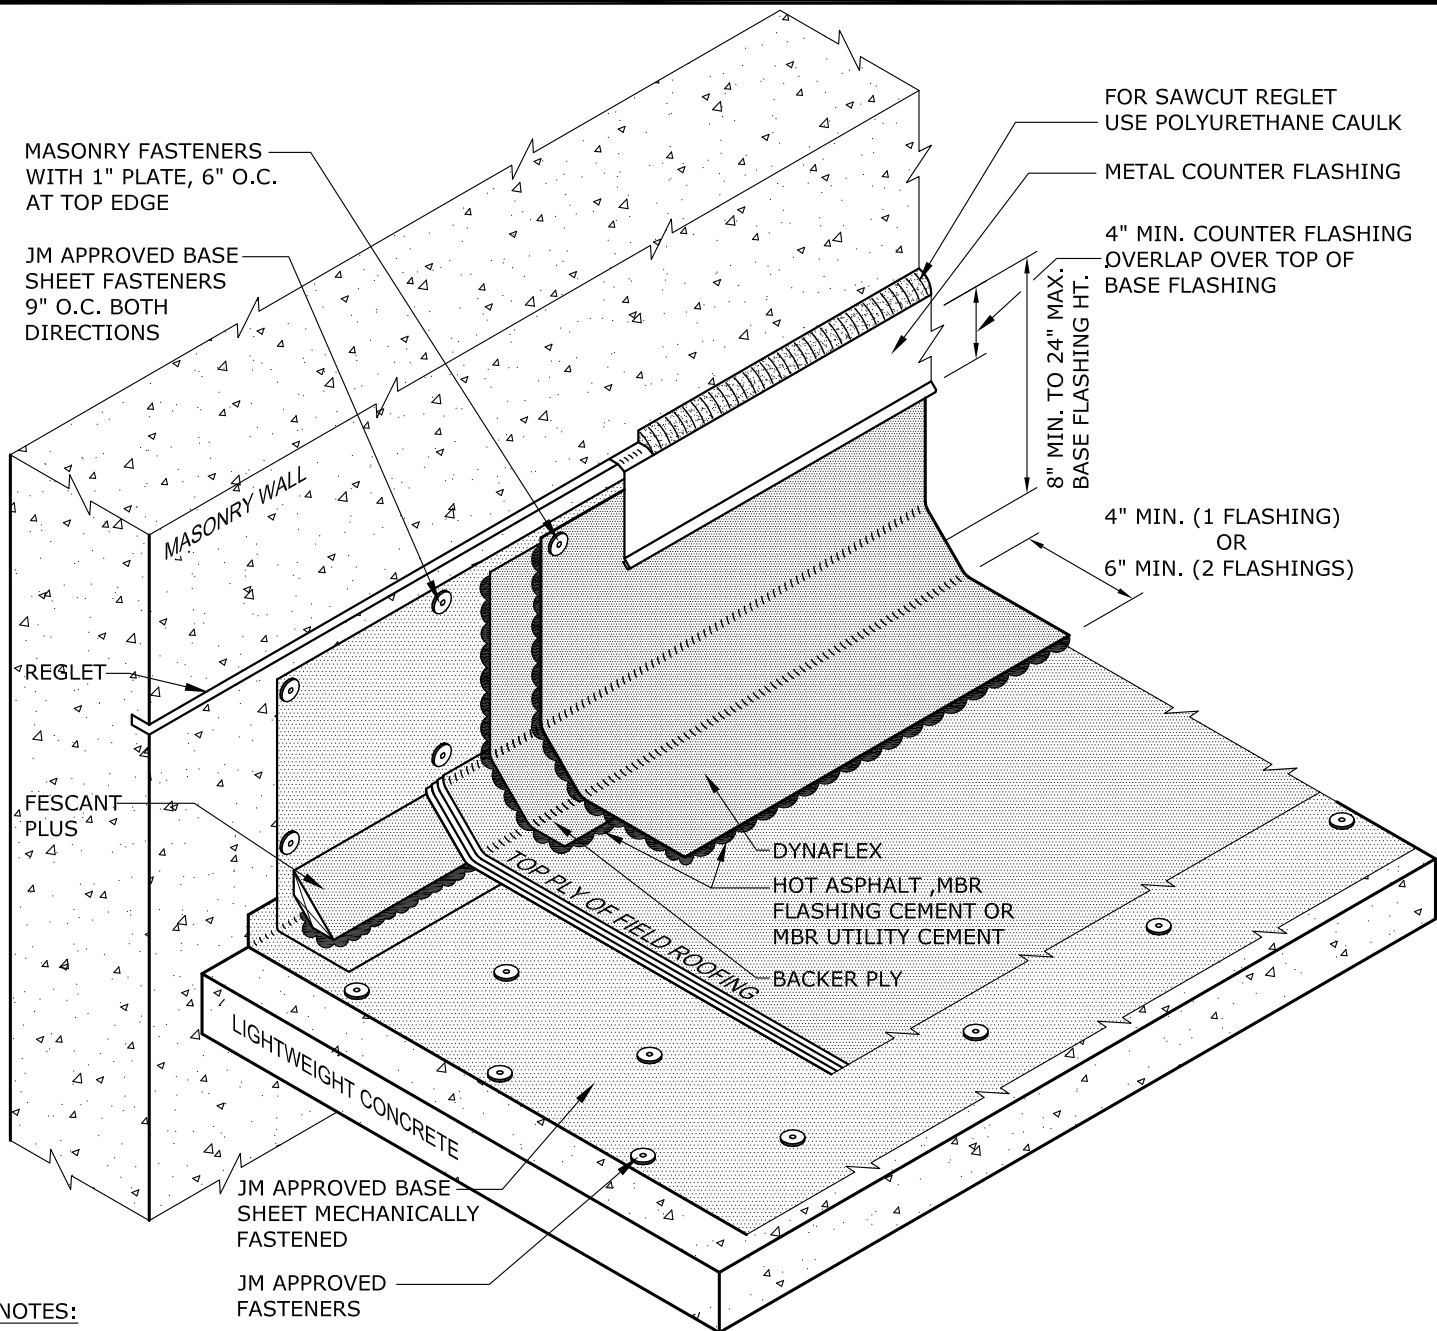 MASONRY FASTENERS
WITH 1" PLATE, 6" O.C.
AT TOP EDGE
JM APPROVED BASE
SHEET FASTENERS
9" O.C. BOTH
DIRECTIONS
FOR SAWCUT REGLET
USE POLYURETHANE CAULK
METAL COUNTER FLASHING
4" MIN. COUNTER FLASHING
OVERLAP OVER TOP OF
BASE FLASHING
8" MIN. TO 24" MAX.
BASE FLASHING HT.
4" MIN. (1 FLASHING)
OR
6" MIN. (2 FLASHINGS)
MASONRY WALL
REGLET
FESCANT
PLUS
DYNAFLEX
HOT ASPHALT ,MBR
FLASHING CEMENT OR
MBR UTILITY CEMENT
BACKER PLY
TOP PLY OF FIELD ROOFING
LIGHTWEIGHT CONCRETE
JM APPROVED BASE
SHEET MECHANICALLY
FASTENED
JM APPROVED
FASTENERS
NOTES: